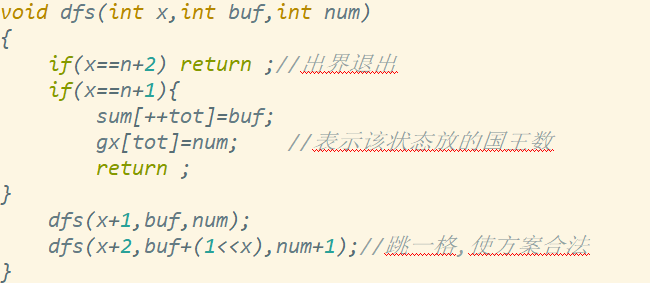 void dfs(int x,int buf,int num)
{
    if(x==n+2) return ;//出界退出
    if(x==n+1){
        sum[++tot]=buf;
        gx[tot]=num;    //表示该状态放的国王数
        return ;
}
    dfs(x+1,buf,num);
    dfs(x+2,buf+(1<<x),num+1);//跳一格,使方案合法
}